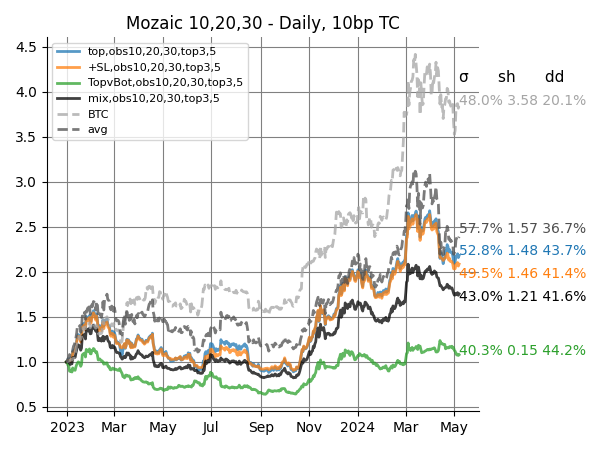 Mozaic 10,20,30 - Daily, 10bp TC
top,obs10,20,30,top3,5
+SL,obs10,20,30,top3,5
TopvBot,obs10,20,30,top3,5
mix,obs10,20,30,top3,5
BTC
avg
σ sh dd
48.0% 3.58 20.1%
57.7% 1.57 36.7%
52.8% 1.48 43.7%
49.5% 1.46 41.4%
43.0% 1.21 41.6%
40.3% 0.15 44.2%
4.5
4.0
3.5
3.0
2.5
2.0
1.5
1.0
0.5
2023 Mar May Jul Sep Nov 2024 Mar May